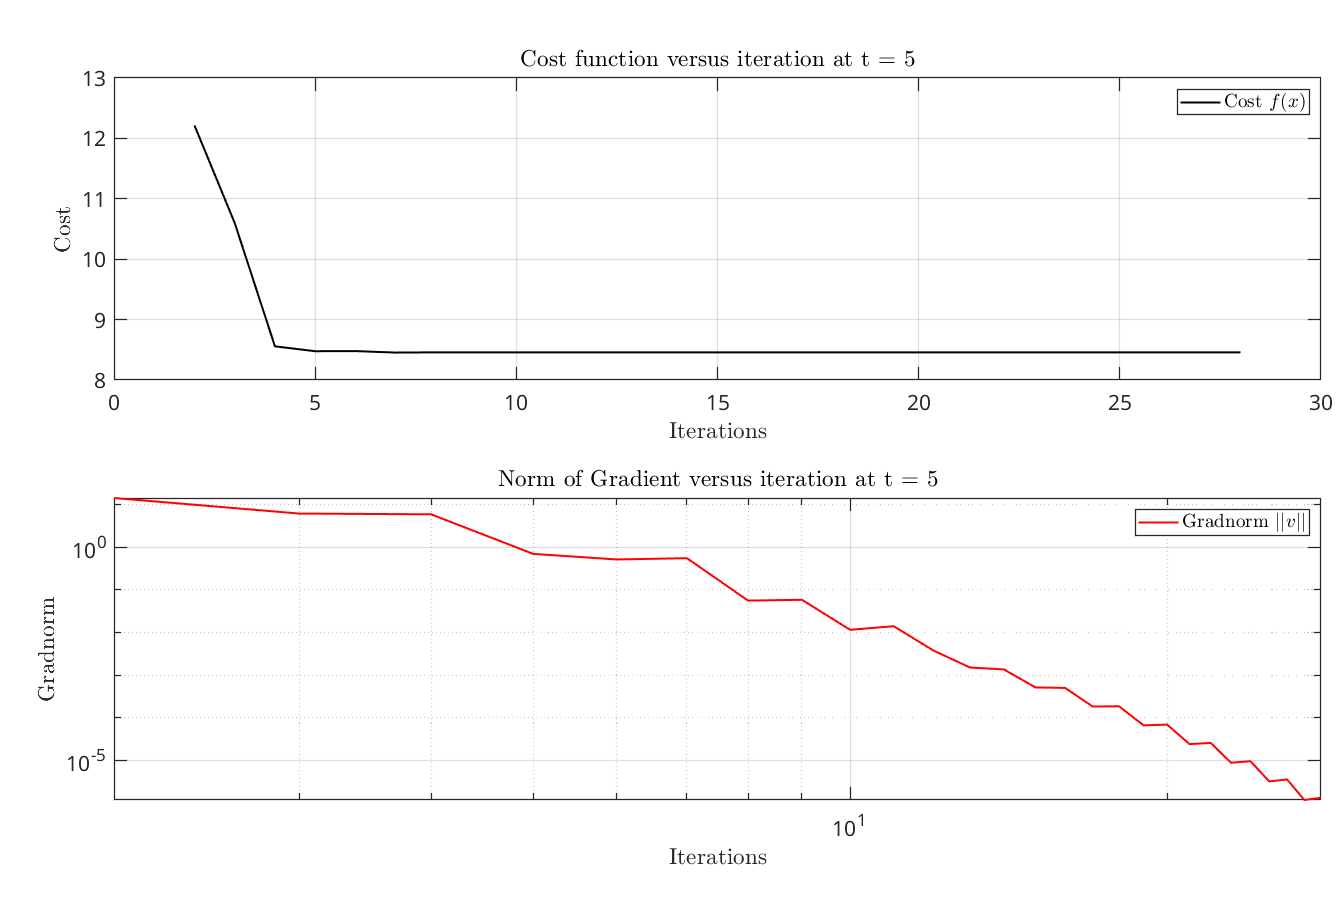 Cost function versus iteration at t = 5
13
12
11
10
9
8
Cost
Cost f(x)
0 5 10 15 20 25 30
Iterations
Norm of Gradient versus iteration at t = 5
10^0
10^-5
Gradnorm
Gradnorm ||v||
10^1
Iterations